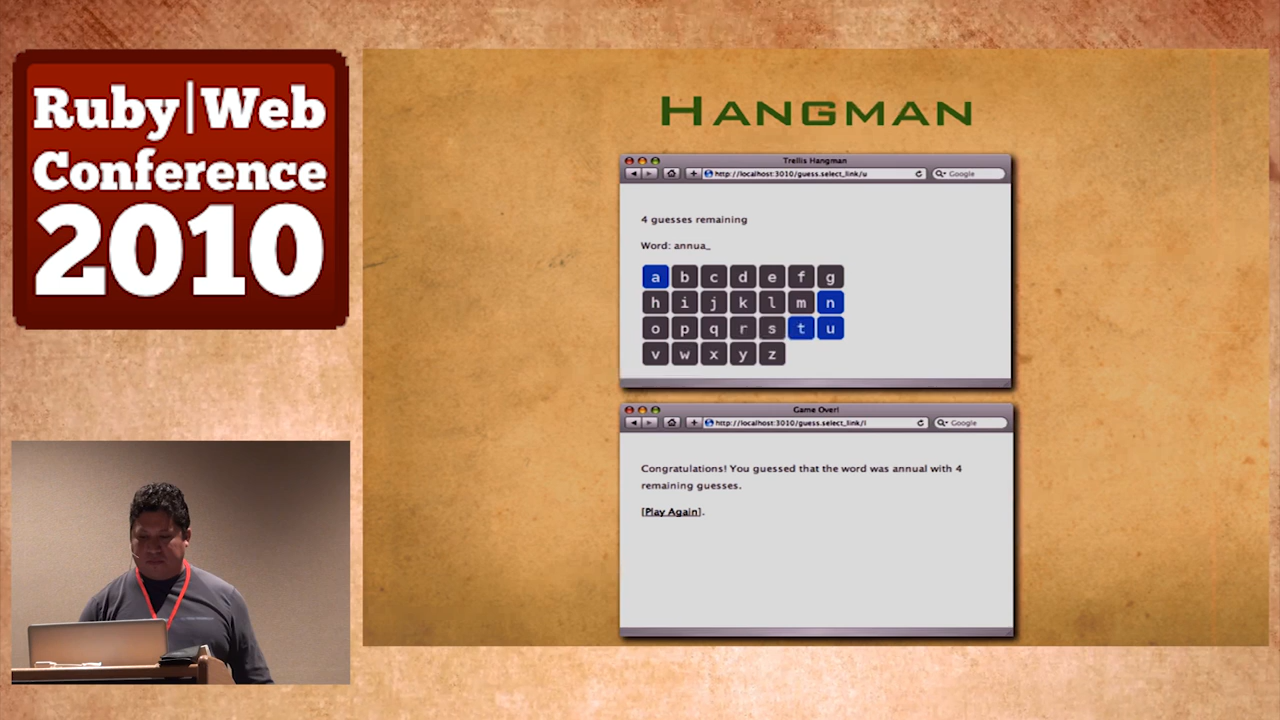 Ruby|Web
Conference
2010
HANGMAN
Trellis Hangman
http://localhost:3010/guess.select_link/u
Google
4 guesses remaining
Word: annua_
a b c d e f g
h i j k l m n
o p q r s t u
v w x y z
Game Over!
http://localhost:3010/guess.select_link/l
Google
Congratulations! You guessed that the word was annual with 4
remaining guesses.
[Play Again].